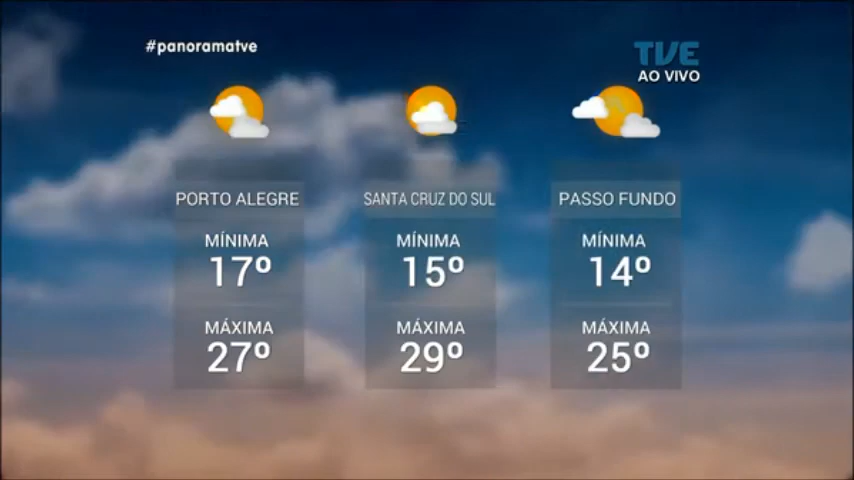 #panoramatve
TVE
AO VIVO
PORTO ALEGRE
MÍNIMA
17º
MÁXIMA
27º
SANTA CRUZ DO SUL
MÍNIMA
15º
MÁXIMA
29º
PASSO FUNDO
MÍNIMA
14º
MÁXIMA
25º